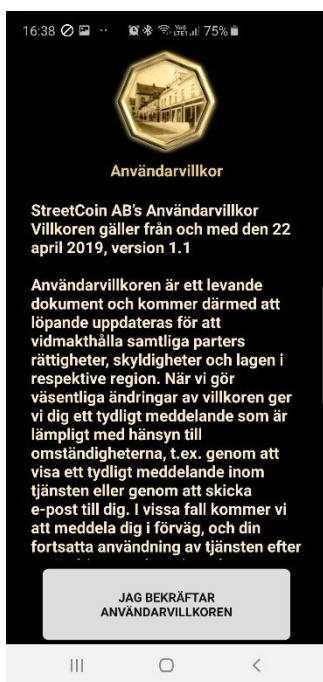 16:38 75%
Användarvillkor
StreetCoin AB's Användarvillkor
Villkoren gäller från och med den 22
april 2019, version 1.1
Användarvillkoren är ett levande
dokument och kommer därmed att
löpande uppdateras för att
vidmakthålla samtliga parters
rättigheter, skyldigheter och lagen i
respektive region. När vi gör
väsentliga ändringar av villkoren ger
vi dig ett tydligt meddelande som är
lämpligt med hänsyn till
omständigheterna, t.ex. genom att
visa ett tydligt meddelande inom
tjänsten eller genom att skicka
e-post till dig. I vissa fall kommer vi
att meddela dig i förväg, och din
fortsatta användning av tjänsten efter
JAG BEKRÄFTAR
ANVÄNDARVILLKOREN